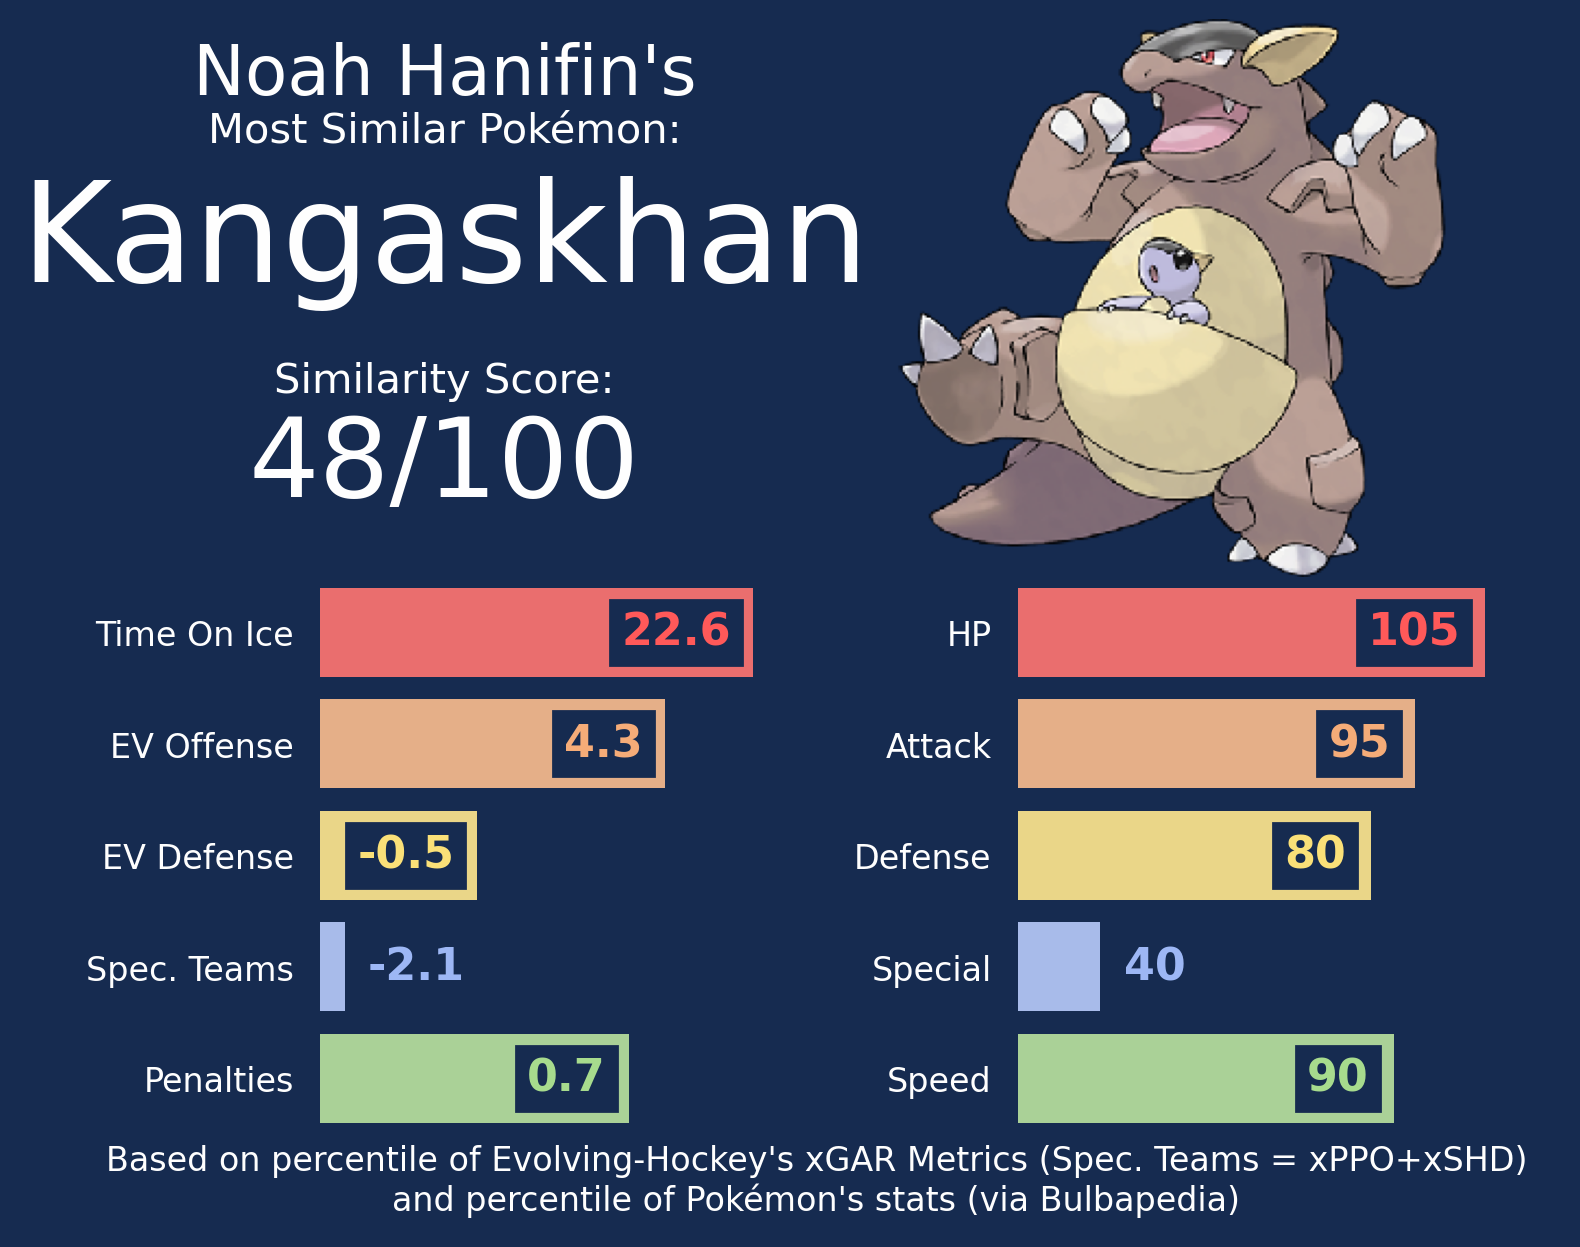 Noah Hanifin's
Most Similar Pokémon:
Kangaskhan
Similarity Score:
48/100
Time On Ice 22.6
EV Offense 4.3
EV Defense -0.5
Spec. Teams -2.1
Penalties 0.7
HP 105
Attack 95
Defense 80
Special 40
Speed 90
Based on percentile of Evolving-Hockey's xGAR Metrics (Spec. Teams = xPPO+xSHD)
and percentile of Pokémon's stats (via Bulbapedia)